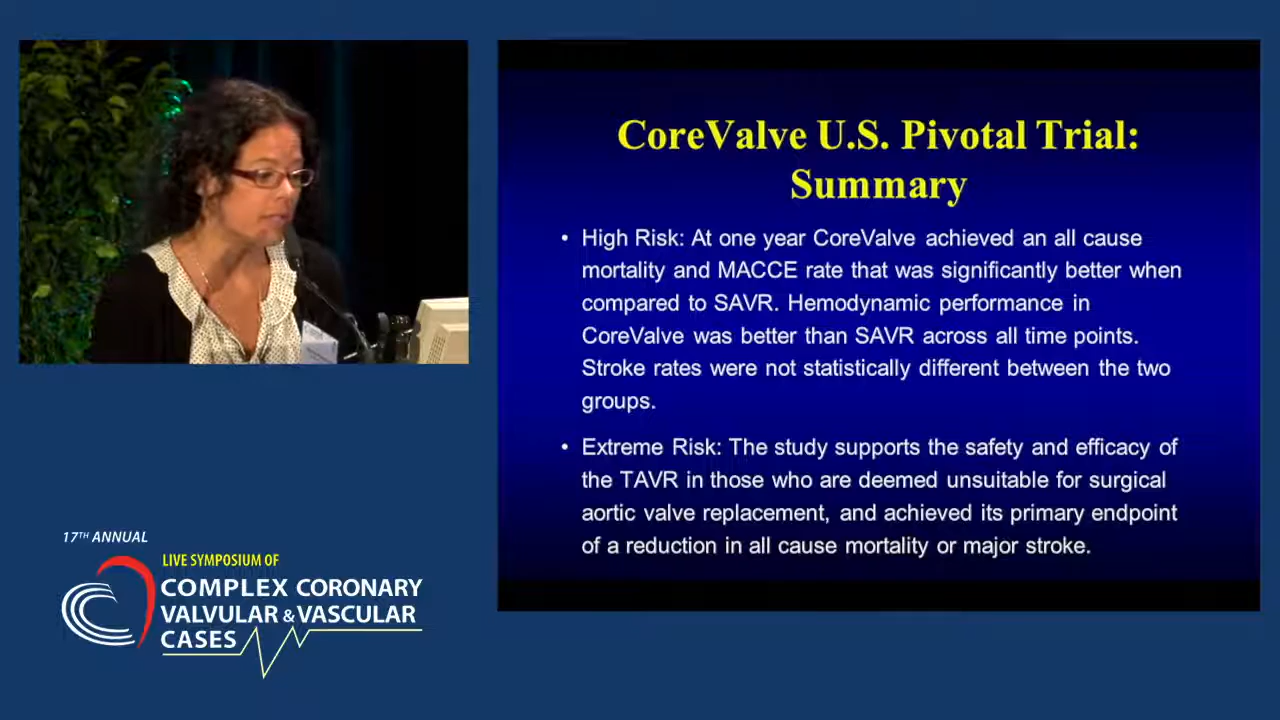 CoreValve U.S. Pivotal Trial:
Summary
• High Risk: At one year CoreValve achieved an all cause
mortality and MACCE rate that was significantly better when
compared to SAVR. Hemodynamic performance in
CoreValve was better than SAVR across all time points.
Stroke rates were not statistically different between the two
groups.
• Extreme Risk: The study supports the safety and efficacy of
the TAVR in those who are deemed unsuitable for surgical
aortic valve replacement, and achieved its primary endpoint
of a reduction in all cause mortality or major stroke.
17TH ANNUAL
LIVE SYMPOSIUM OF
COMPLEX CORONARY
VALVULAR & VASCULAR
CASES